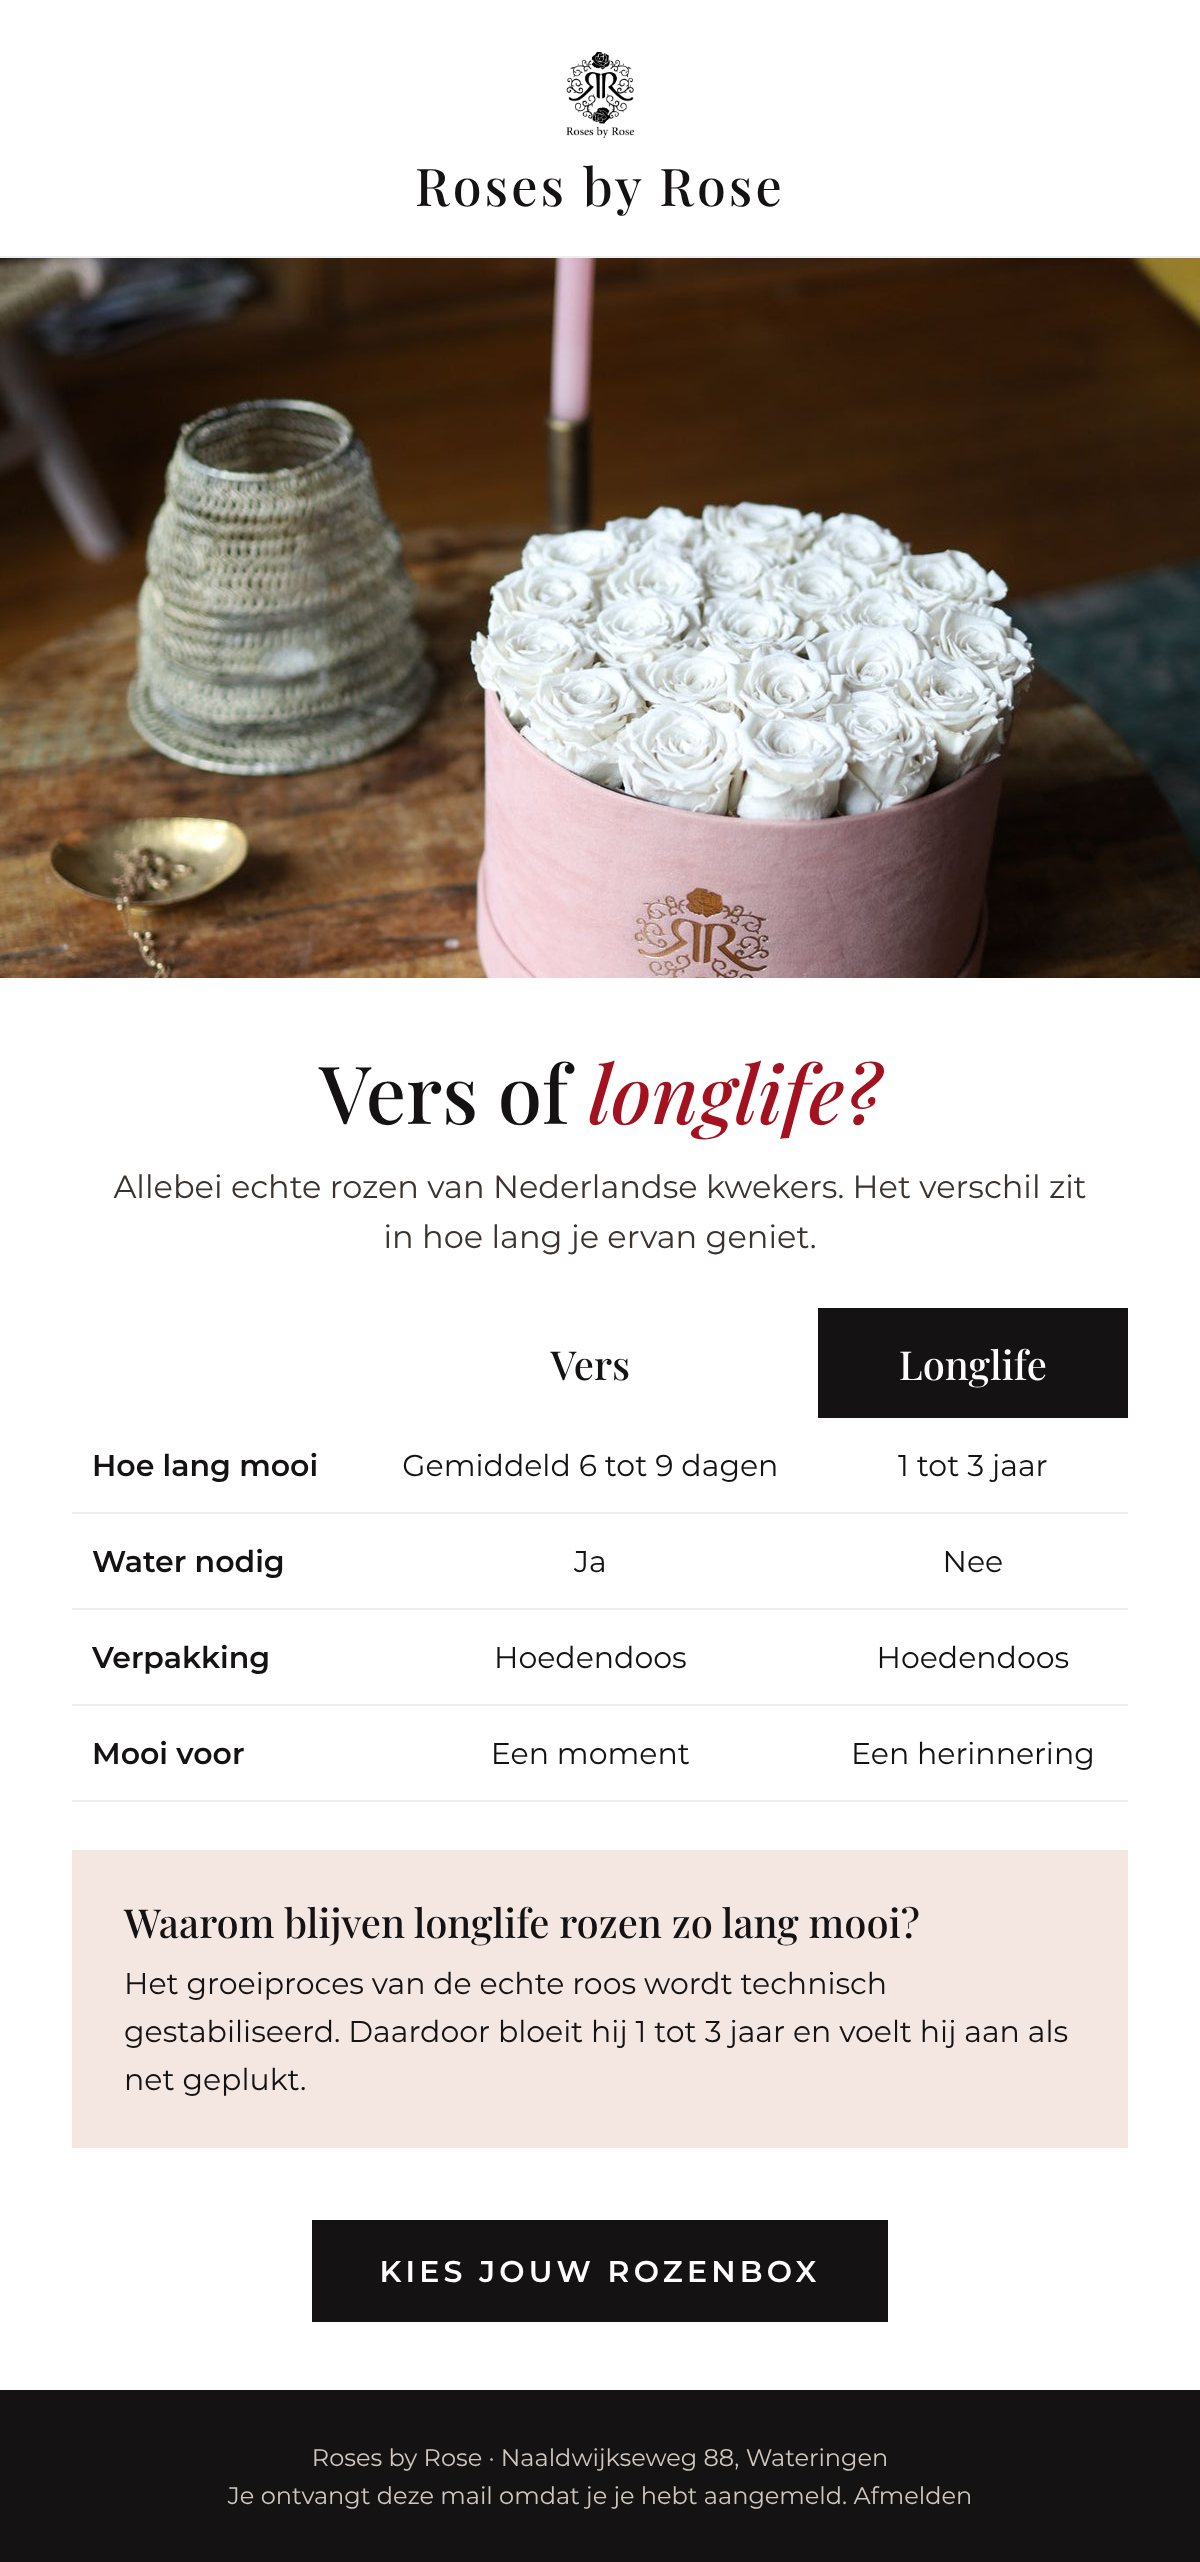 RR
Roses by Rose
Roses by Rose
RR
Vers of longlife?
Allebei echte rozen van Nederlandse kwekers. Het verschil zit
in hoe lang je ervan geniet.
Vers Longlife
Hoe lang mooi Gemiddeld 6 tot 9 dagen 1 tot 3 jaar
Water nodig Ja Nee
Verpakking Hoedendoos Hoedendoos
Mooi voor Een moment Een herinnering
Waarom blijven longlife rozen zo lang mooi?
Het groeiproces van de echte roos wordt technisch
gestabiliseerd. Daardoor bloeit hij 1 tot 3 jaar en voelt hij aan als
net geplukt.
KIES JOUW ROZENBOX
Roses by Rose · Naaldwijkseweg 88, Wateringen
Je ontvangt deze mail omdat je je hebt aangemeld. Afmelden